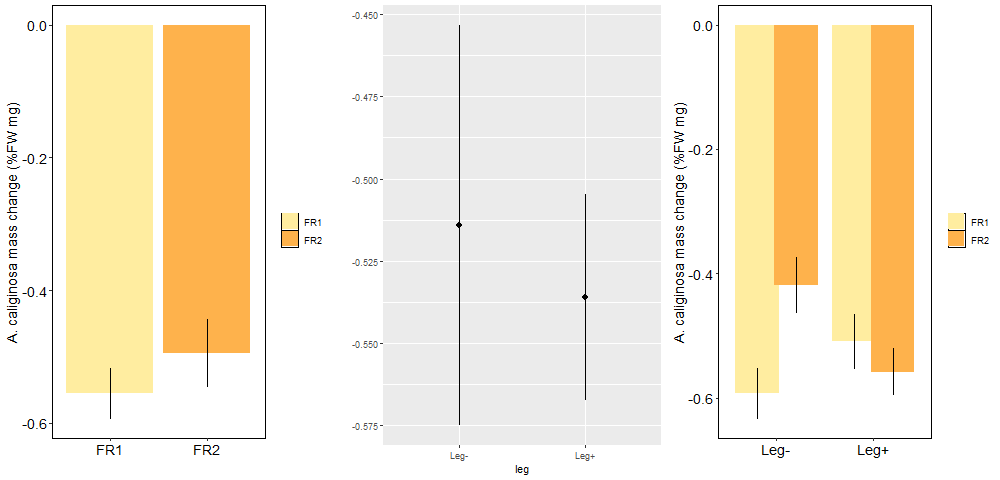 A. caliginosa mass change (%FW mg)
0.0
-0.2
-0.4
-0.6
FR1
FR2
FR1
FR2
-0.450
-0.475
-0.500
-0.525
-0.550
-0.575
Leg-
Leg+
leg
A. caliginosa mass change (%FW mg)
0.0
-0.2
-0.4
-0.6
Leg-
Leg+
FR1
FR2